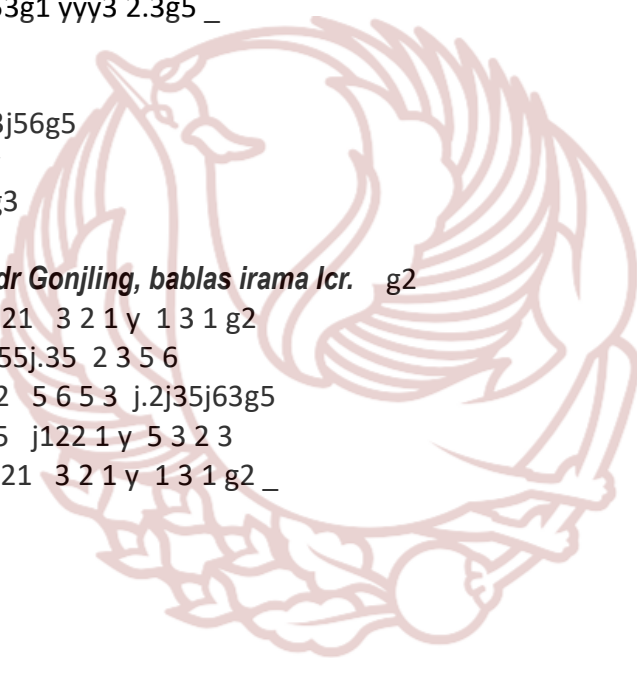 3g1 yyy3 2.3g5 _
j56g5
g3
dr Gonjling, bablas irama lcr. g2
21 3 2 1 y 1 3 1 g2
55j.35 2 3 5 6
2 5 6 5 3 j.2j35j63g5
5 j122 1 y 5 3 2 3
21 3 2 1 y 1 3 1 g2 _